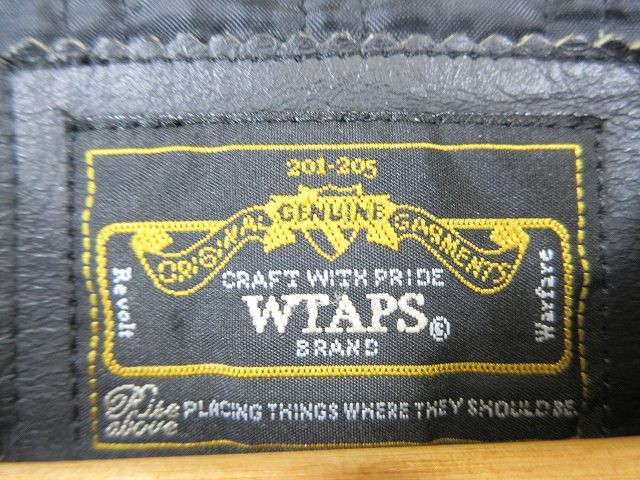 201-205
ORIGINAL GENUINE GARMENTS
CRAFT WITH PRIDE
Revolt WTAPS® Warfare
BRAND
Rise above PLACING THINGS WHERE THEY SHOULD BE.